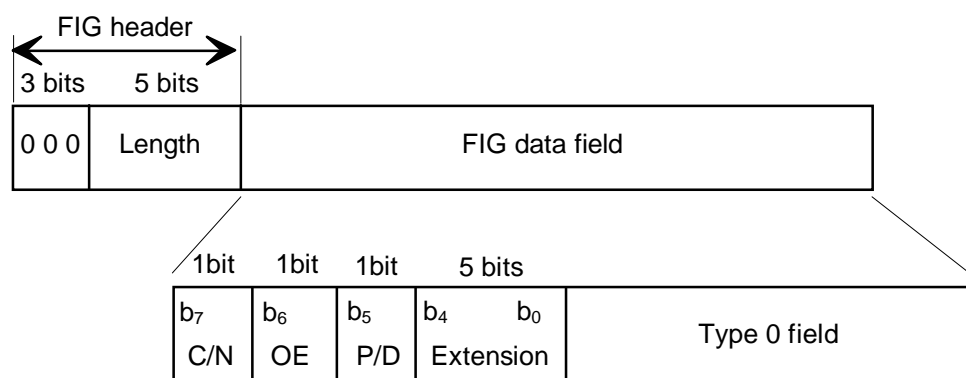 FIG header
3 bits 5 bits
0 0 0 Length FIG data field
1bit 1bit 1bit 5 bits
b7 b6 b5 b4 b0
C/N OE P/D Extension Type 0 field